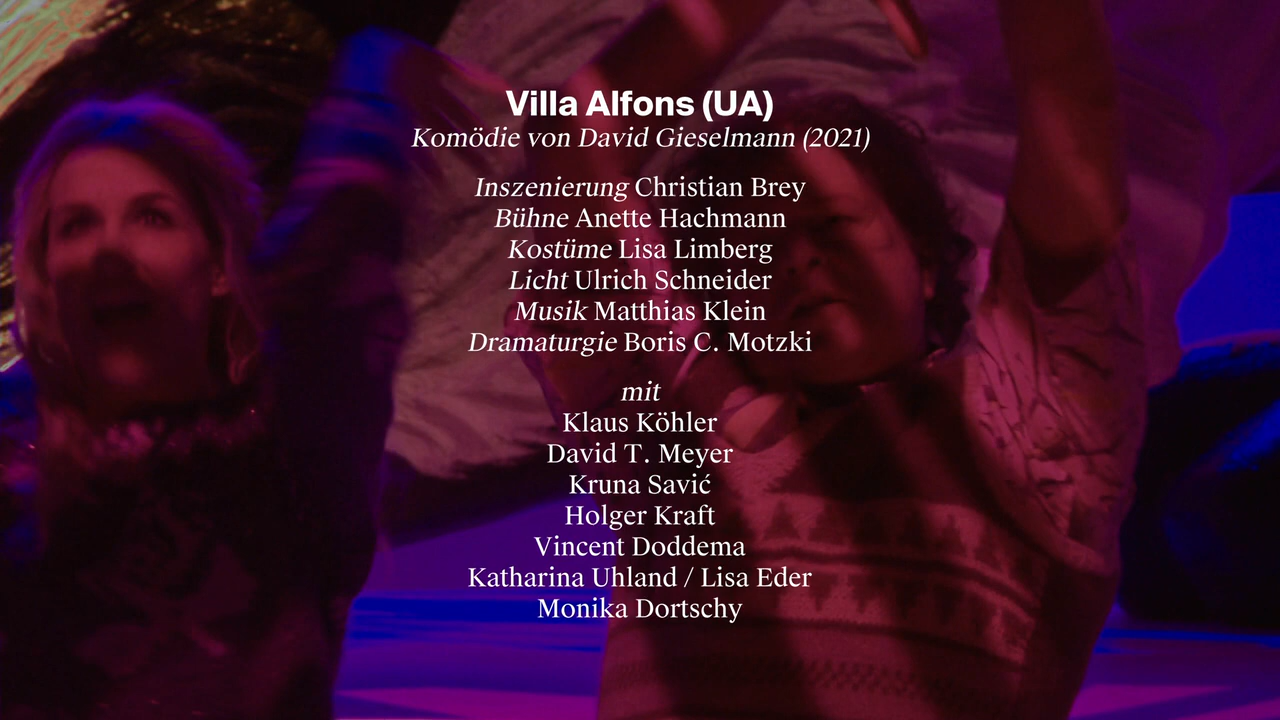 Villa Alfons (UA)
Komödie von David Gieselmann (2021)
Inszenierung Christian Brey
Bühne Anette Hachmann
Kostüme Lisa Limberg
Licht Ulrich Schneider
Musik Matthias Klein
Dramaturgie Boris C. Motzki
mit
Klaus Köhler
David T. Meyer
Kruna Savić
Holger Kraft
Vincent Doddema
Katharina Uhland / Lisa Eder
Monika Dortschy